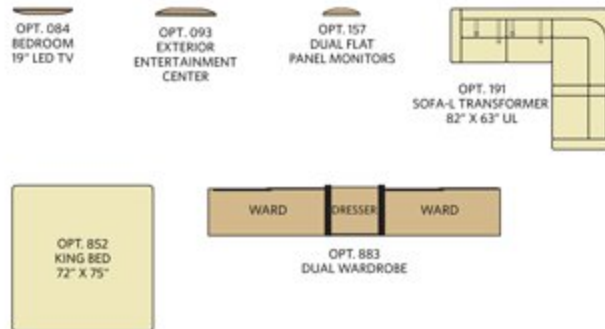 OPT. 084
BEDROOM
19" LED TV
OPT. 093
EXTERIOR
ENTERTAINMENT
CENTER
OPT. 157
DUAL FLAT
PANEL MONITORS
OPT. 191
SOFA-L TRANSFORMER
82" X 63" UL
OPT. 852
KING BED
72" X 75"
WARD
DRESSER
WARD
OPT. 883
DUAL WARDROBE